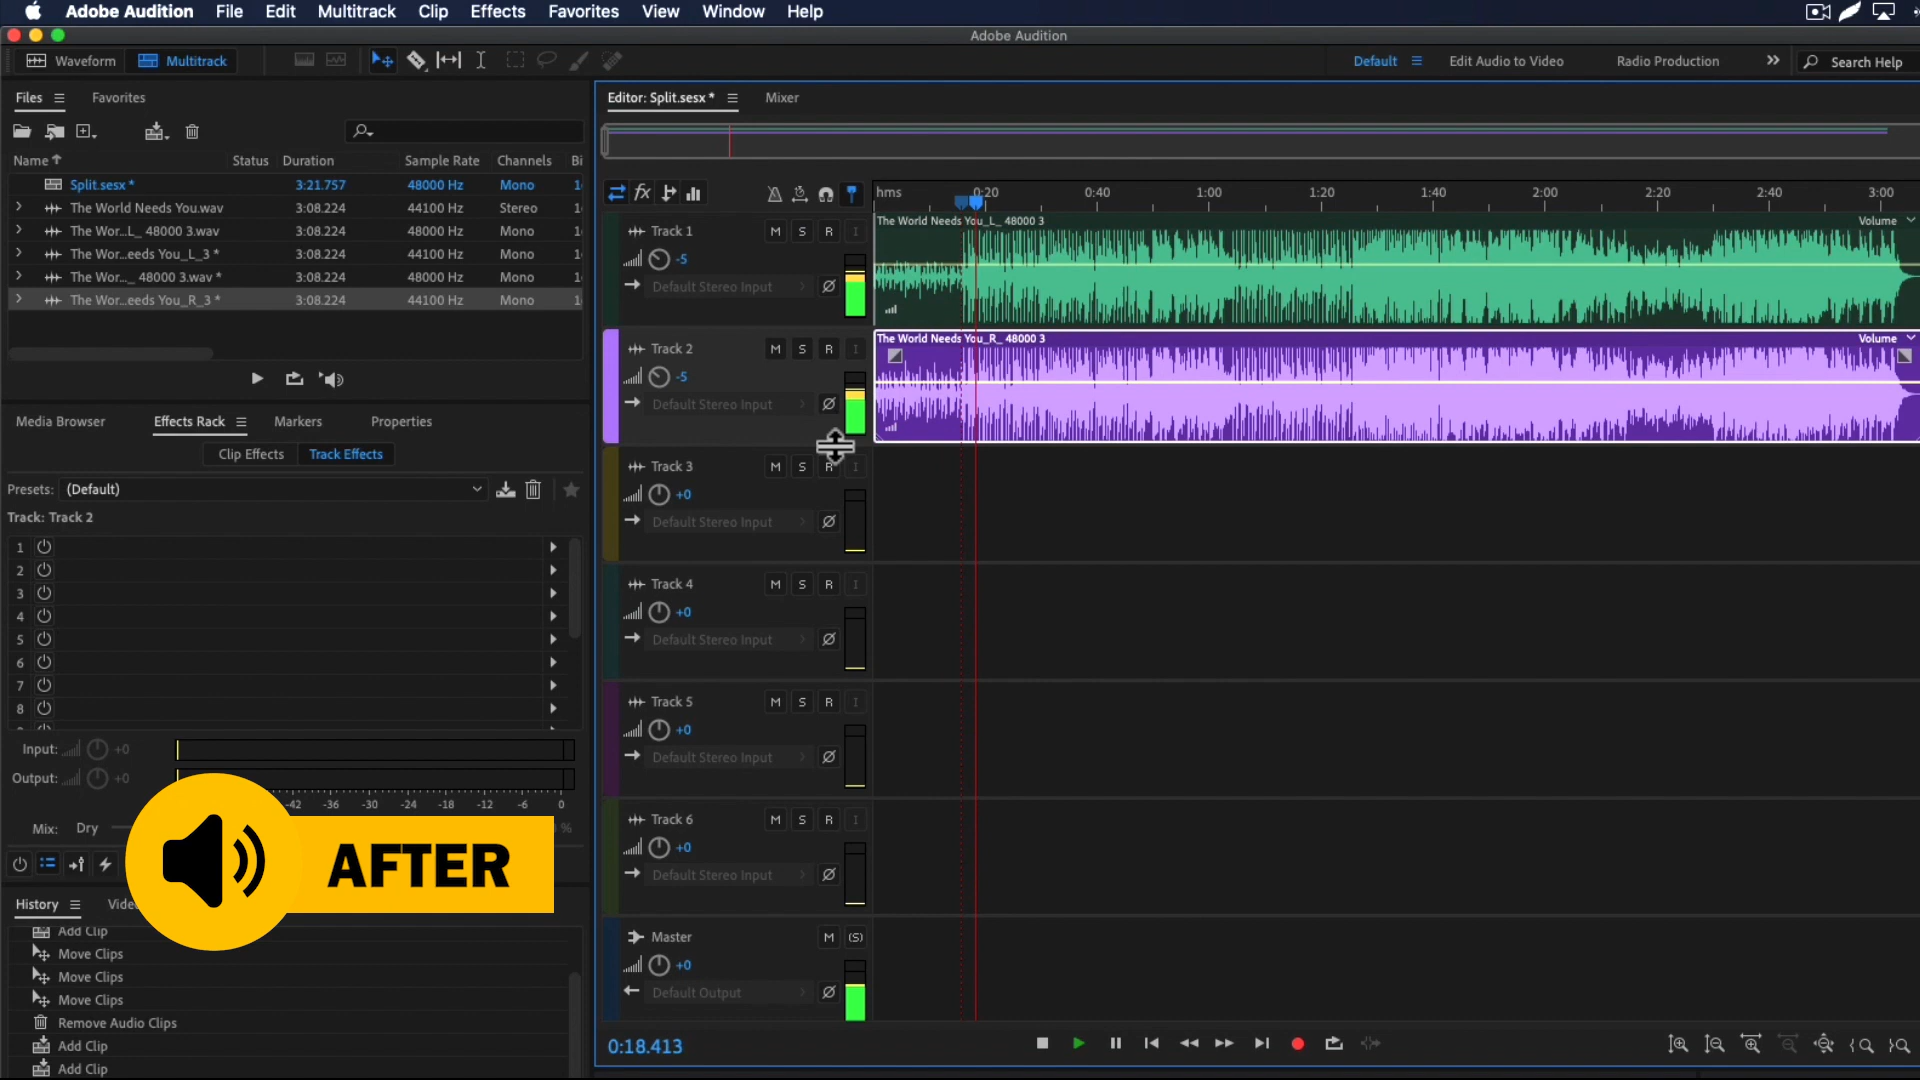 Adobe Audition File Edit Multitrack Clip Effects Favorites View Window Help
Adobe Audition
Waveform Multitrack Default Edit Audio to Video Radio Production Search Help
Files Favorites
Name Status Duration Sample Rate Channels Bi
Split.sesx * 3:21.757 48000 Hz Mono
The World Needs You.wav 3:08.224 44100 Hz Stereo
The Wor...L_ 48000 3.wav 3:08.224 48000 Hz Mono
The Wor...eeds You_L_3 * 3:08.224 44100 Hz Mono
The Wor..._ 48000 3.wav * 3:08.224 48000 Hz Mono
The Wor...eeds You_R_3 * 3:08.224 44100 Hz Mono
Media Browser Effects Rack Markers Properties
Clip Effects Track Effects
Presets: (Default)
Track: Track 2
1
2
3
4
5
6
7
8
Input: +0
Output: +0
-42 -36 -30 -24 -18 -12 -6 0
Mix: Dry %
AFTER
History Vide
Add Clip
Move Clips
Move Clips
Move Clips
Remove Audio Clips
Add Clip
Add Clip
Editor: Split.sesx * Mixer
fx hms 0:20 0:40 1:00 1:20 1:40 2:00 2:20 2:40 3:00
Track 1 M S R I
-5
Default Stereo Input
The World Needs You_L_ 48000 3 Volume
Track 2 M S R I
-5
Default Stereo Input
The World Needs You_R_ 48000 3 Volume
Track 3 M S R I
+0
Default Stereo Input
Track 4 M S R I
+0
Default Stereo Input
Track 5 M S R I
+0
Default Stereo Input
Track 6 M S R I
+0
Default Stereo Input
Master M (S)
+0
Default Output
0:18.413